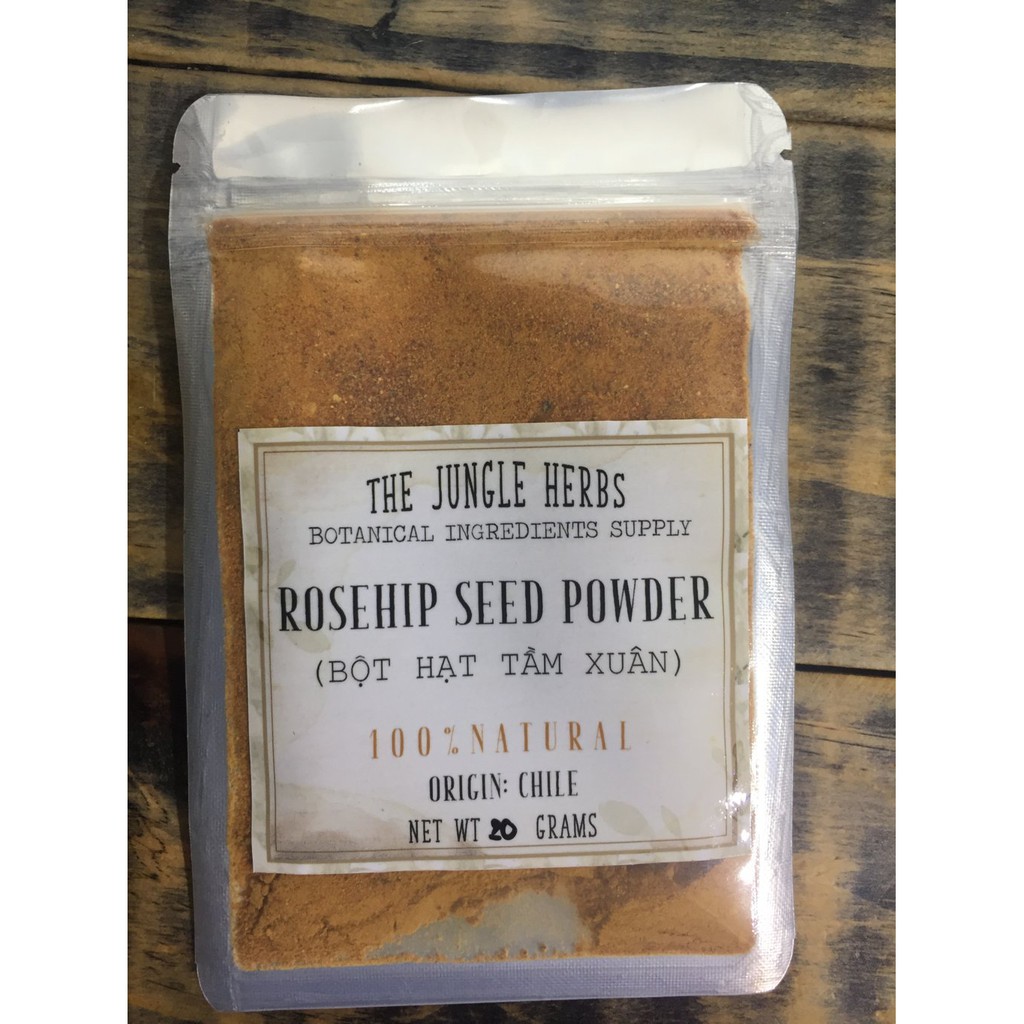 THE JUNGLE HERBS
BOTANICAL INGREDIENTS SUPPLY
ROSEHIP SEED POWDER
(BỘT HẠT TẦM XUÂN)
100% NATURAL
ORIGIN: CHILE
NET WT 20 GRAMS